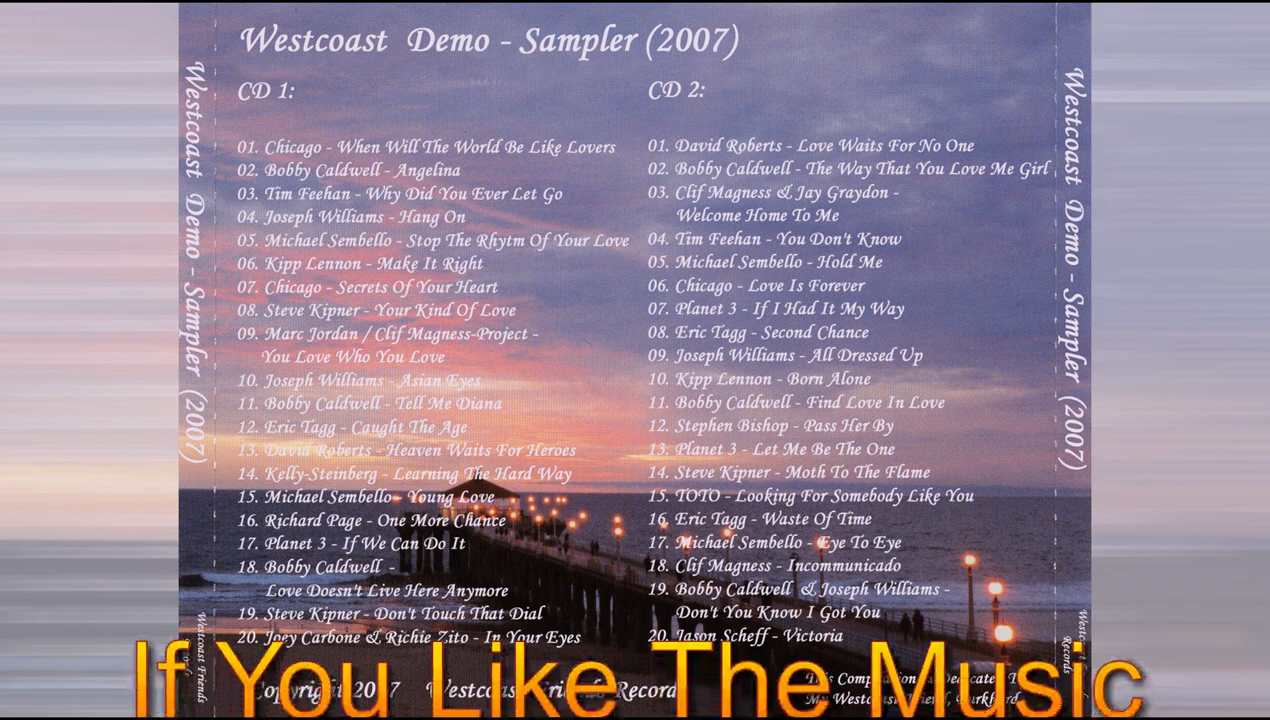 Westcoast Demo - Sampler (2007)
CD 1:
01. Chicago - When Will The World Be Like Lovers
02. Bobby Caldwell - Angelina
03. Tim Feehan - Why Did You Ever Let Go
04. Joseph Williams - Hang On
05. Michael Sembello - Stop The Rhytm Of Your Love
06. Kipp Lennon - Make It Right
07. Chicago - Secrets Of Your Heart
08. Steve Kipner - Your Kind Of Love
09. Marc Jordan / Clif Magness-Project -
You Love Who You Love
10. Joseph Williams - Asian Eyes
11. Bobby Caldwell - Tell Me Diana
12. Eric Tagg - Caught The Age
13. David Roberts - Heaven Waits For Heroes
14. Kelly-Steinberg - Learning The Hard Way
15. Michael Sembello - Young Love
16. Richard Page - One More Chance
17. Planet 3 - If We Can Do It
18. Bobby Caldwell -
Love Doesn't Live Here Anymore
19. Steve Kipner - Don't Touch That Dial
20. Joey Carbone & Richie Zito - In Your Eyes
CD 2:
01. David Roberts - Love Waits For No One
02. Bobby Caldwell - The Way That You Love Me Girl
03. Clif Magness & Jay Graydon -
Welcome Home To Me
04. Tim Feehan - You Don't Know
05. Michael Sembello - Hold Me
06. Chicago - Love Is Forever
07. Planet 3 - If I Had It My Way
08. Eric Tagg - Second Chance
09. Joseph Williams - All Dressed Up
10. Kipp Lennon - Born Alone
11. Bobby Caldwell - Find Love In Love
12. Stephen Bishop - Pass Her By
13. Planet 3 - Let Me Be The One
14. Steve Kipner - Moth To The Flame
15. TOTO - Looking For Somebody Like You
16. Eric Tagg - Waste Of Time
17. Michael Sembello - Eye To Eye
18. Clif Magness - Incommunicado
19. Bobby Caldwell & Joseph Williams -
Don't You Know I Got You
20. Jason Scheff - Victoria
Westcoast Demo - Sampler (2007)
Westcoast Friends
Westcoast Demo - Sampler (2007)
Records
Copyright Westcoast Records
This Dedicated
My
If You Like The Music